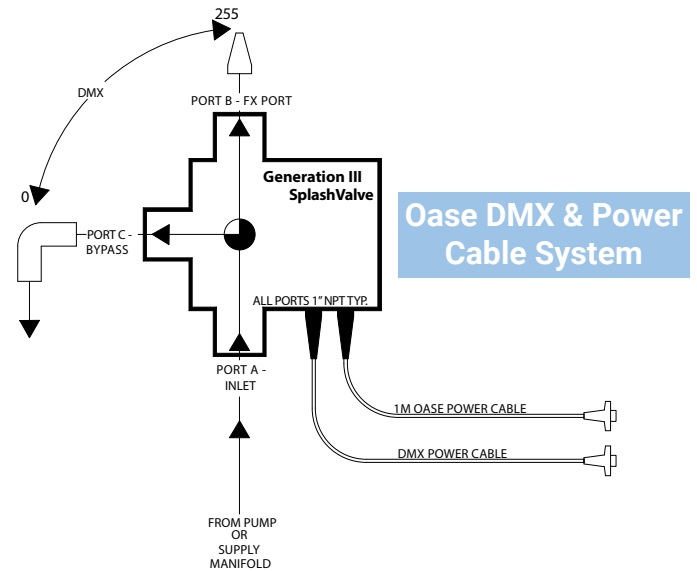 255
DMX
PORT B - FX PORT
Generation III
SplashValve
0
Oase DMX & Power
Cable System
PORT C -
BYPASS
ALL PORTS 1" NPT TYP.
PORT A -
INLET
1M OASE POWER CABLE
DMX POWER CABLE
FROM PUMP
OR
SUPPLY
MANIFOLD